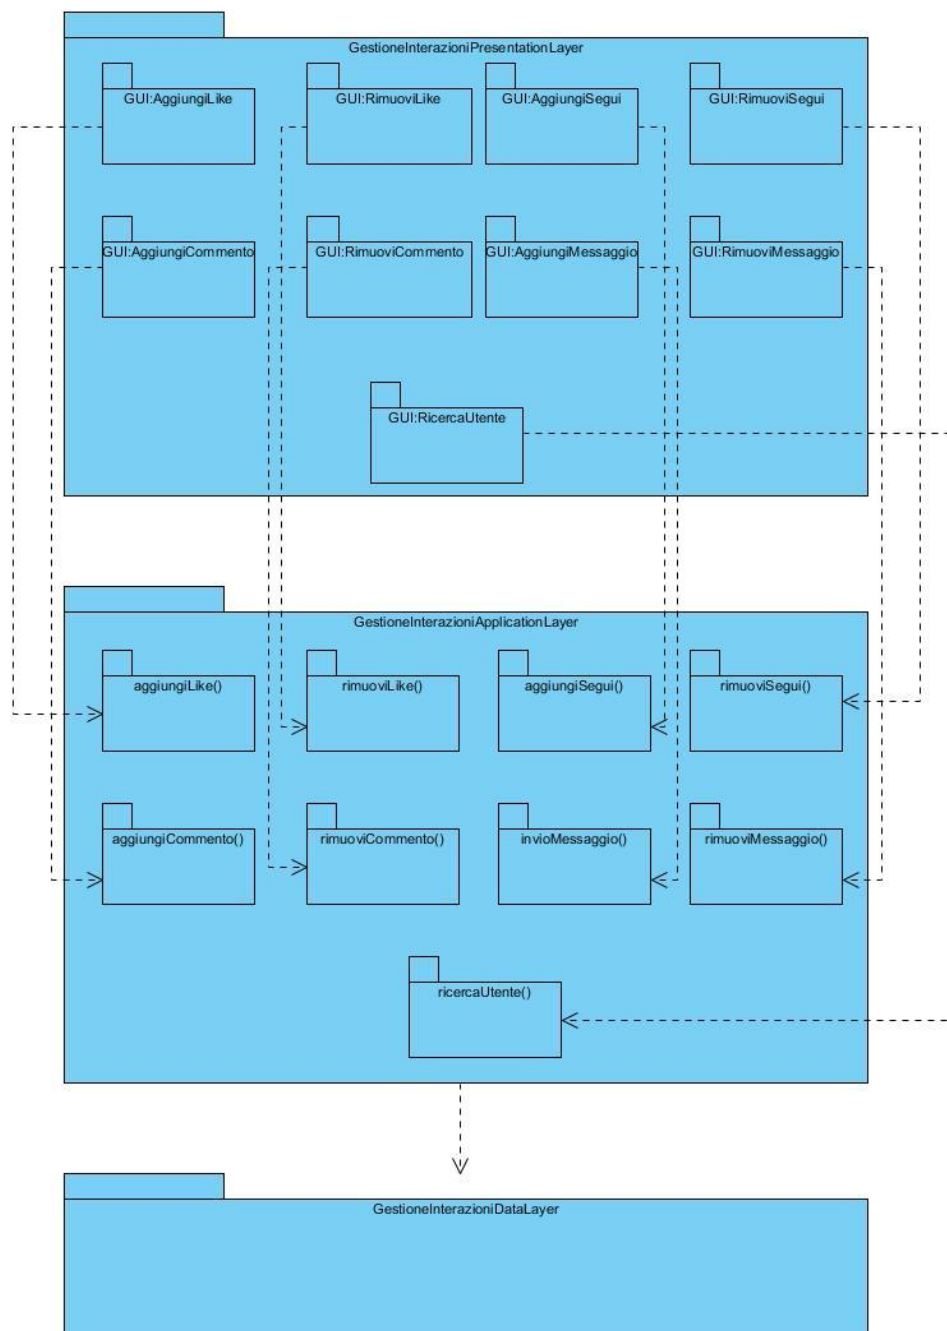 GestioneInterazioniPresentationLayer
GUI:AggiungiLike
GUI:RimuoviLike
GUI:AggiungiSegui
GUI:RimuoviSegui
GUI:AggiungiCommento
GUI:RimuoviCommento
GUI:AggiungiMessaggio
GUI:RimuoviMessaggio
GUI:RicercaUtente
GestioneInterazioniApplicationLayer
aggiungiLike()
rimuoviLike()
aggiungiSegui()
rimuoviSegui()
aggiungiCommento()
rimuoviCommento()
invioMessaggio()
rimuoviMessaggio()
ricercaUtente()
GestioneInterazioniDataLayer